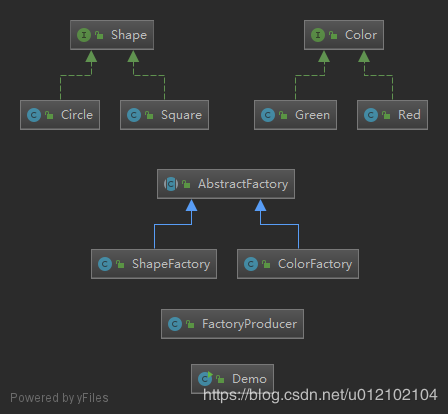 Shape
Color
Circle
Square
Green
Red
AbstractFactory
ShapeFactory
ColorFactory
FactoryProducer
Demo
Powered by yFiles
https://blog.csdn.net/u012102104